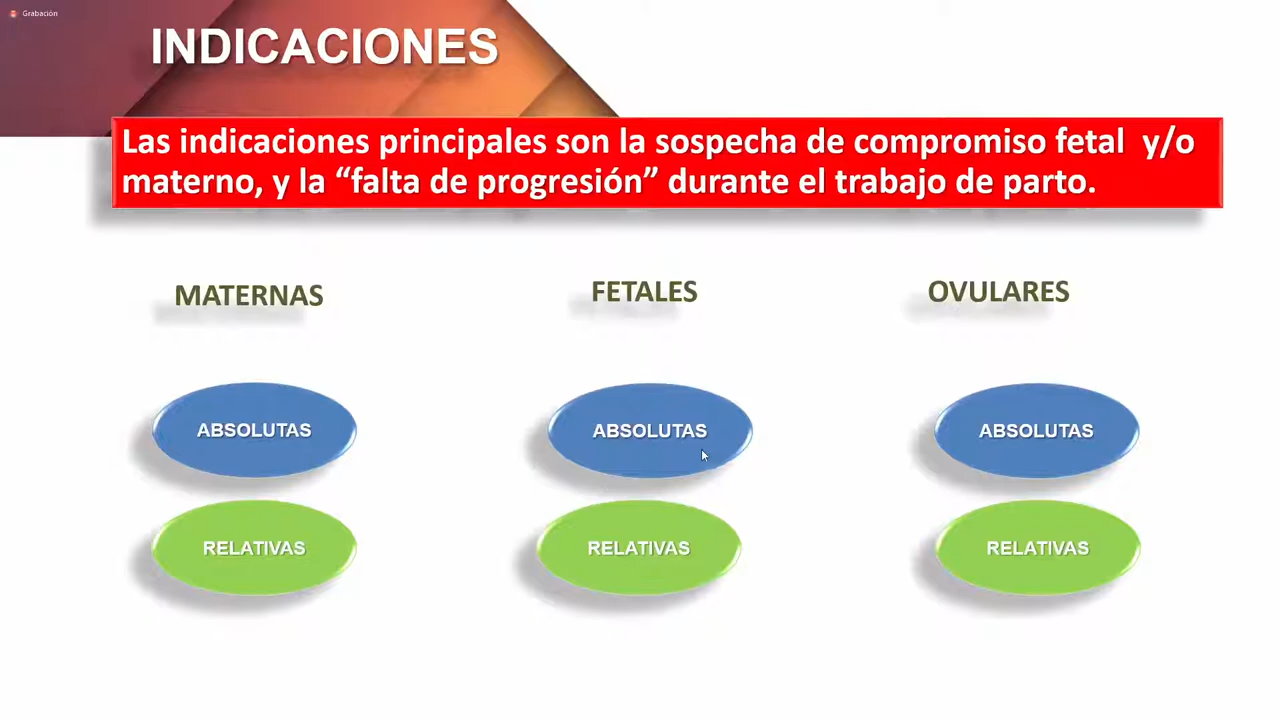 Grabación
INDICACIONES
Las indicaciones principales son la sospecha de compromiso fetal y/o
materno, y la “falta de progresión” durante el trabajo de parto.
MATERNAS
FETALES
OVULARES
ABSOLUTAS
ABSOLUTAS
ABSOLUTAS
RELATIVAS
RELATIVAS
RELATIVAS